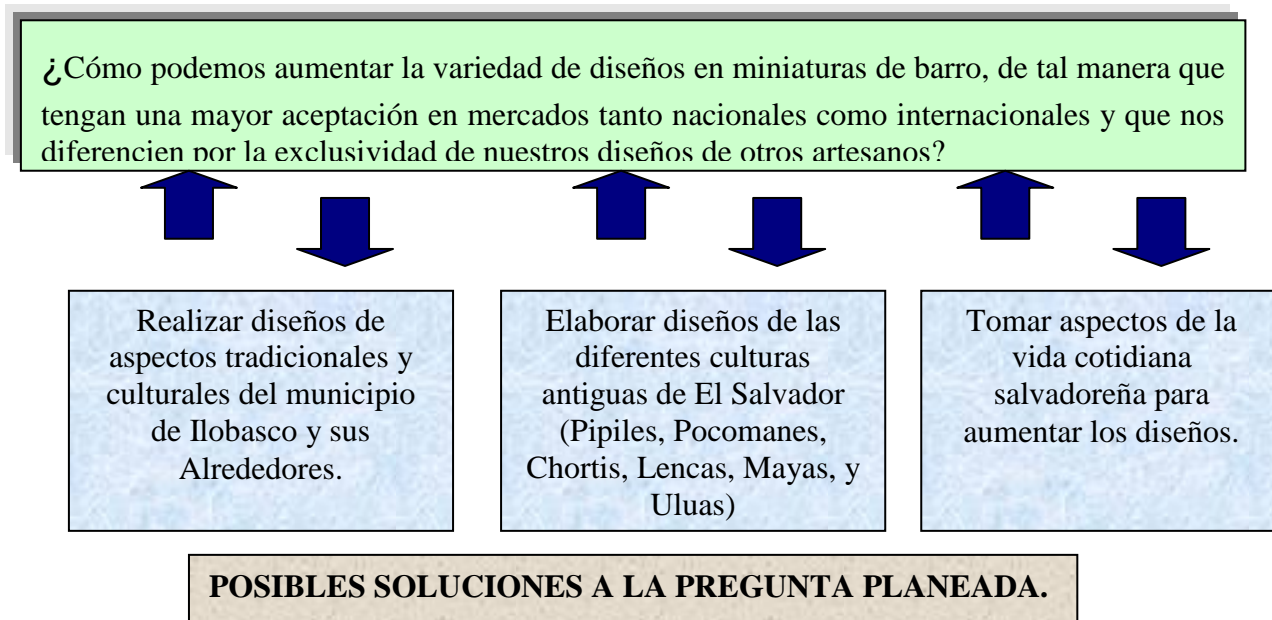 ¿Cómo podemos aumentar la variedad de diseños en miniaturas de barro, de tal manera que
tengan una mayor aceptación en mercados tanto nacionales como internacionales y que nos
diferencien por la exclusividad de nuestros diseños de otros artesanos?
Realizar diseños de
aspectos tradicionales y
culturales del municipio
de Ilobasco y sus
Alrededores.
Elaborar diseños de las
diferentes culturas
antiguas de El Salvador
(Pipiles, Pocomanes,
Chortis, Lencas, Mayas, y
Uluas)
Tomar aspectos de la
vida cotidiana
salvadoreña para
aumentar los diseños.
POSIBLES SOLUCIONES A LA PREGUNTA PLANEADA.